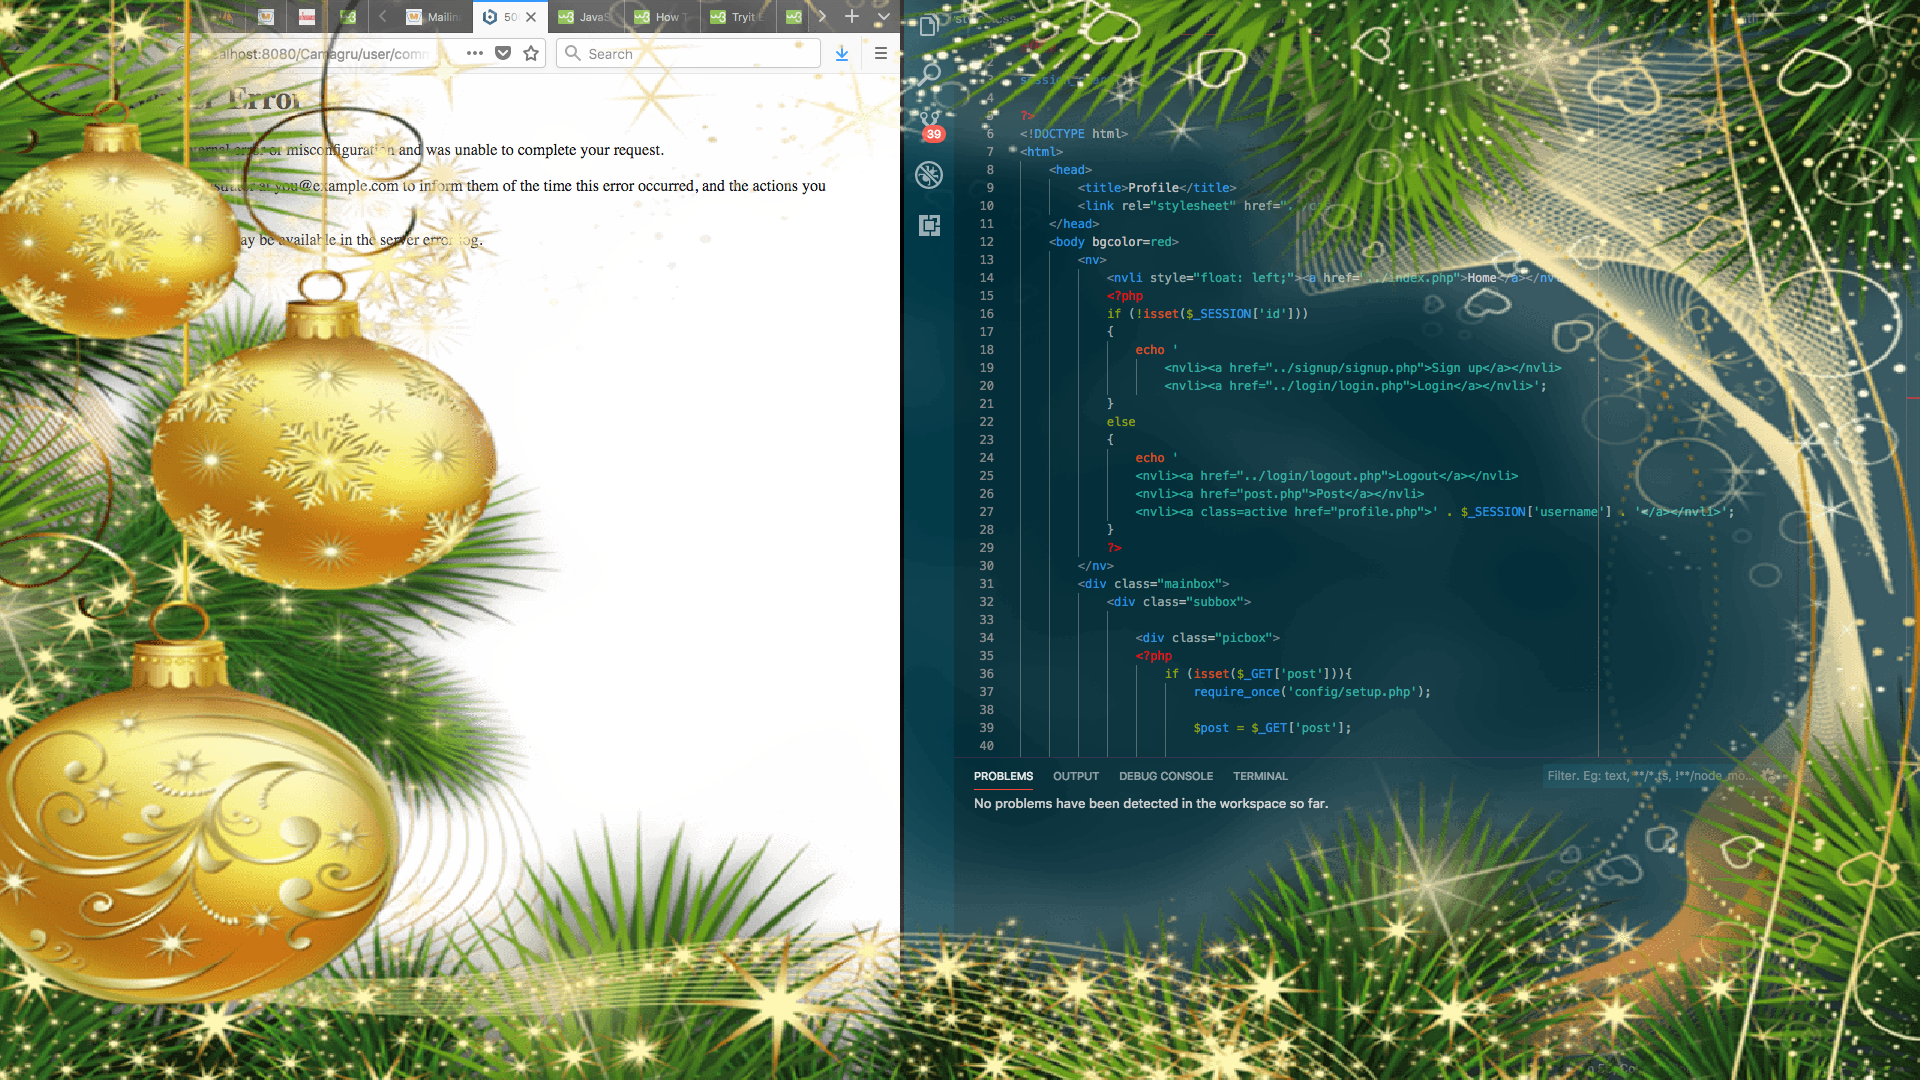 Mailin
50
JavaS
How T
Tryit E
alhost:8080/Camagru/user/comm
Search
Error
or misconfiguration and was unable to complete your request.
at you@example.com to inform them of the time this error occurred, and the actions you
ay be available in the server error log.
39
3
4
5 ?>
6 <!DOCTYPE html>
7 <html>
8 <head>
9 <title>Profile</title>
10 <link rel="stylesheet" href="
11 </head>
12 <body bgcolor=red>
13 <nv>
14 <nvli style="float: left;"><a href="../index.php">Home</a></nv
15 <?php
16 if (!isset($_SESSION['id']))
17 {
18 echo '
19 <nvli><a href="../signup/signup.php">Sign up</a></nvli>
20 <nvli><a href="../login/login.php">Login</a></nvli>';
21 }
22 else
23 {
24 echo '
25 <nvli><a href="../login/logout.php">Logout</a></nvli>
26 <nvli><a href="post.php">Post</a></nvli>
27 <nvli><a class=active href="profile.php">' . $_SESSION['username'] . '</a></nvli>';
28 }
29 ?>
30 </nv>
31 <div class="mainbox">
32 <div class="subbox">
33
34 <div class="picbox">
35 <?php
36 if (isset($_GET['post'])){
37 require_once('config/setup.php');
38
39 $post = $_GET['post'];
40
PROBLEMS OUTPUT DEBUG CONSOLE TERMINAL
Filter. Eg: text, **/*.ts, !**/node_mo...
No problems have been detected in the workspace so far.